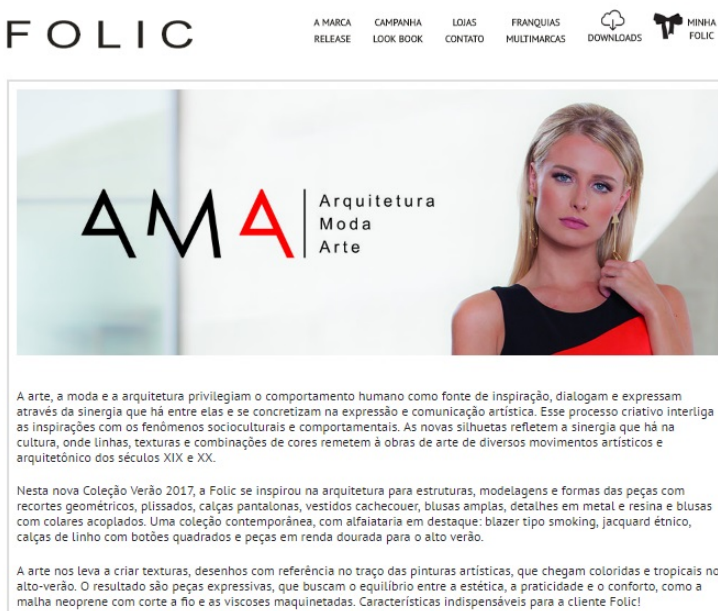 FOLIC
A MARCA
RELEASE
CAMPANHA
LOOK BOOK
LOJAS
CONTATO
FRANQUIAS
MULTIMARCAS
DOWNLOADS
MINHA
FOLIC
AMA
Arquitetura
Moda
Arte
A arte, a moda e a arquitetura privilegiam o comportamento humano como fonte de inspiração, dialogam e expressam
através da sinergia que há entre elas e se concretizam na expressão e comunicação artística. Esse processo criativo interliga
as inspirações com os fenômenos socioculturais e comportamentais. As novas silhuetas refletem a sinergia que há na
cultura, onde linhas, texturas e combinações de cores remetem à obras de arte de diversos movimentos artísticos e
arquitetônico dos séculos XIX e XX.
Nesta nova Coleção Verão 2017, a Folic se inspirou na arquitetura para estruturas, modelagens e formas das peças com
recortes geométricos, plissados, calças pantalonas, vestidos cachecouer, blusas amplas, detalhes em metal e resina e blusas
com colares acoplados. Uma coleção contemporânea, com alfaiataria em destaque: blazer tipo smoking, jacquard étnico,
calças de linho com botões quadrados e peças em renda dourada para o alto verão.
A arte nos leva a criar texturas, desenhos com referência no traço das pinturas artísticas, que chegam coloridas e tropicais no
alto-verão. O resultado são peças expressivas, que buscam o equilíbrio entre a estética, a praticidade e o conforto, como a
malha neoprene com corte a fio e as viscoses maquinetadas. Características indispensáveis para a cliente Folic!